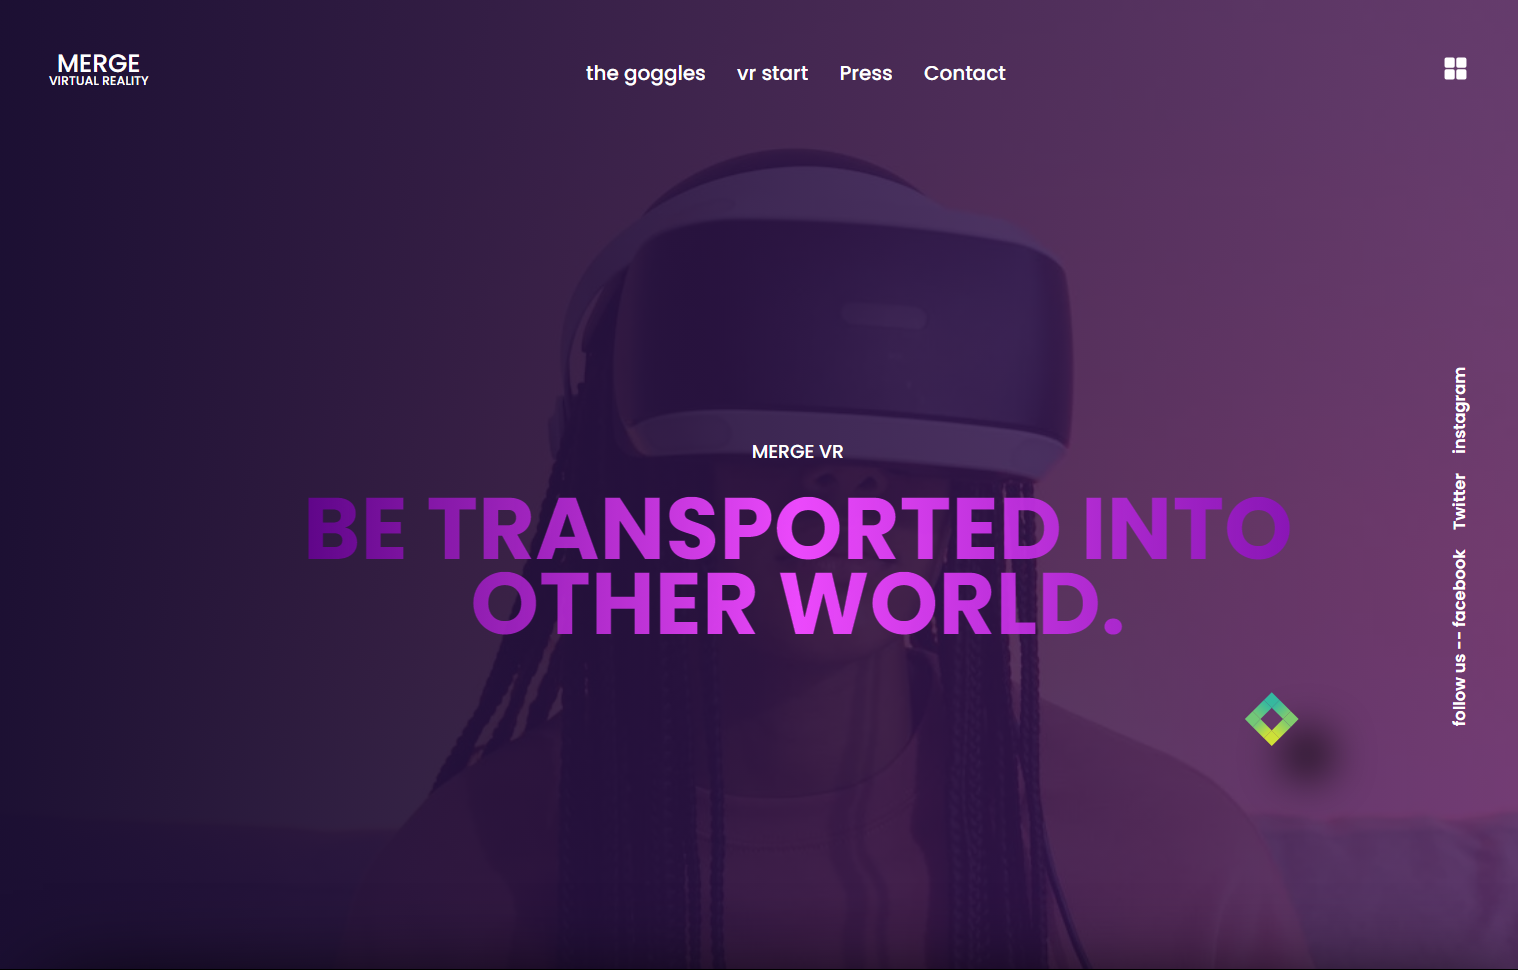 MERGE
VIRTUAL REALITY
the goggles
vr start
Press
Contact
MERGE VR
BE TRANSPORTED INTO
OTHER WORLD.
follow us -- facebook Twitter instagram